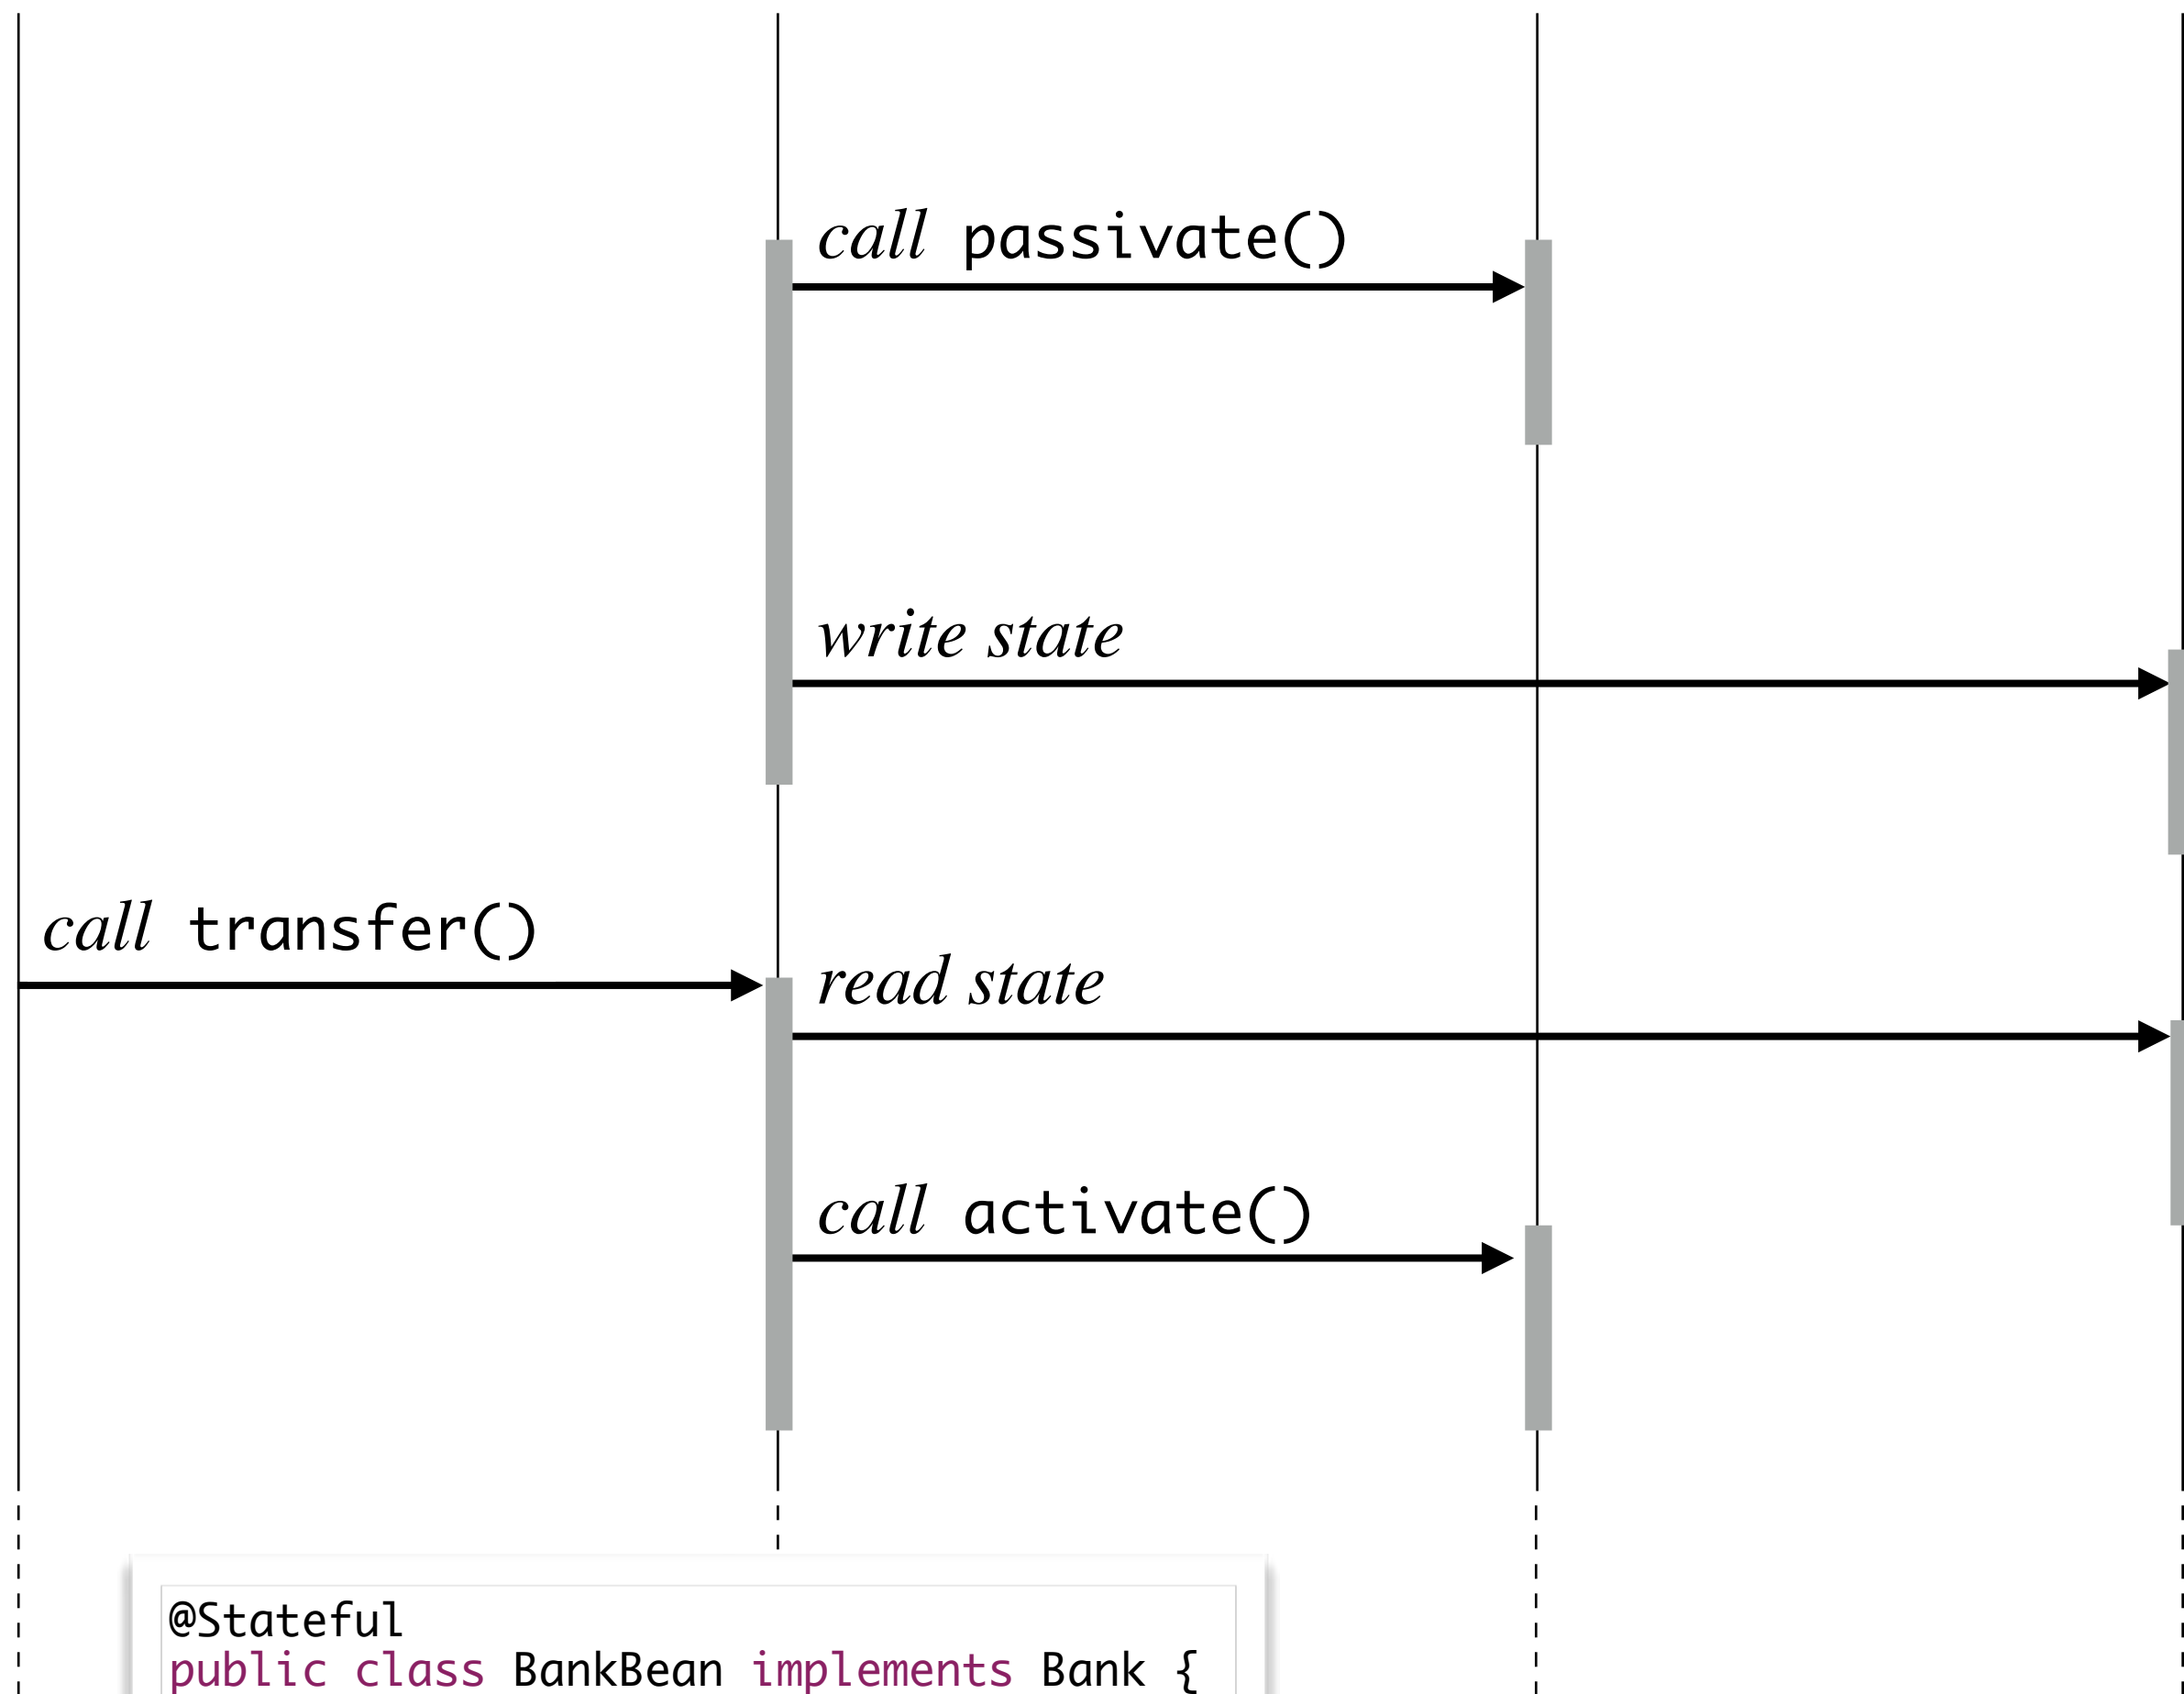 call passivate()
write state
call transfer()
read state
call activate()
@Stateful
public class BankBean implements Bank {